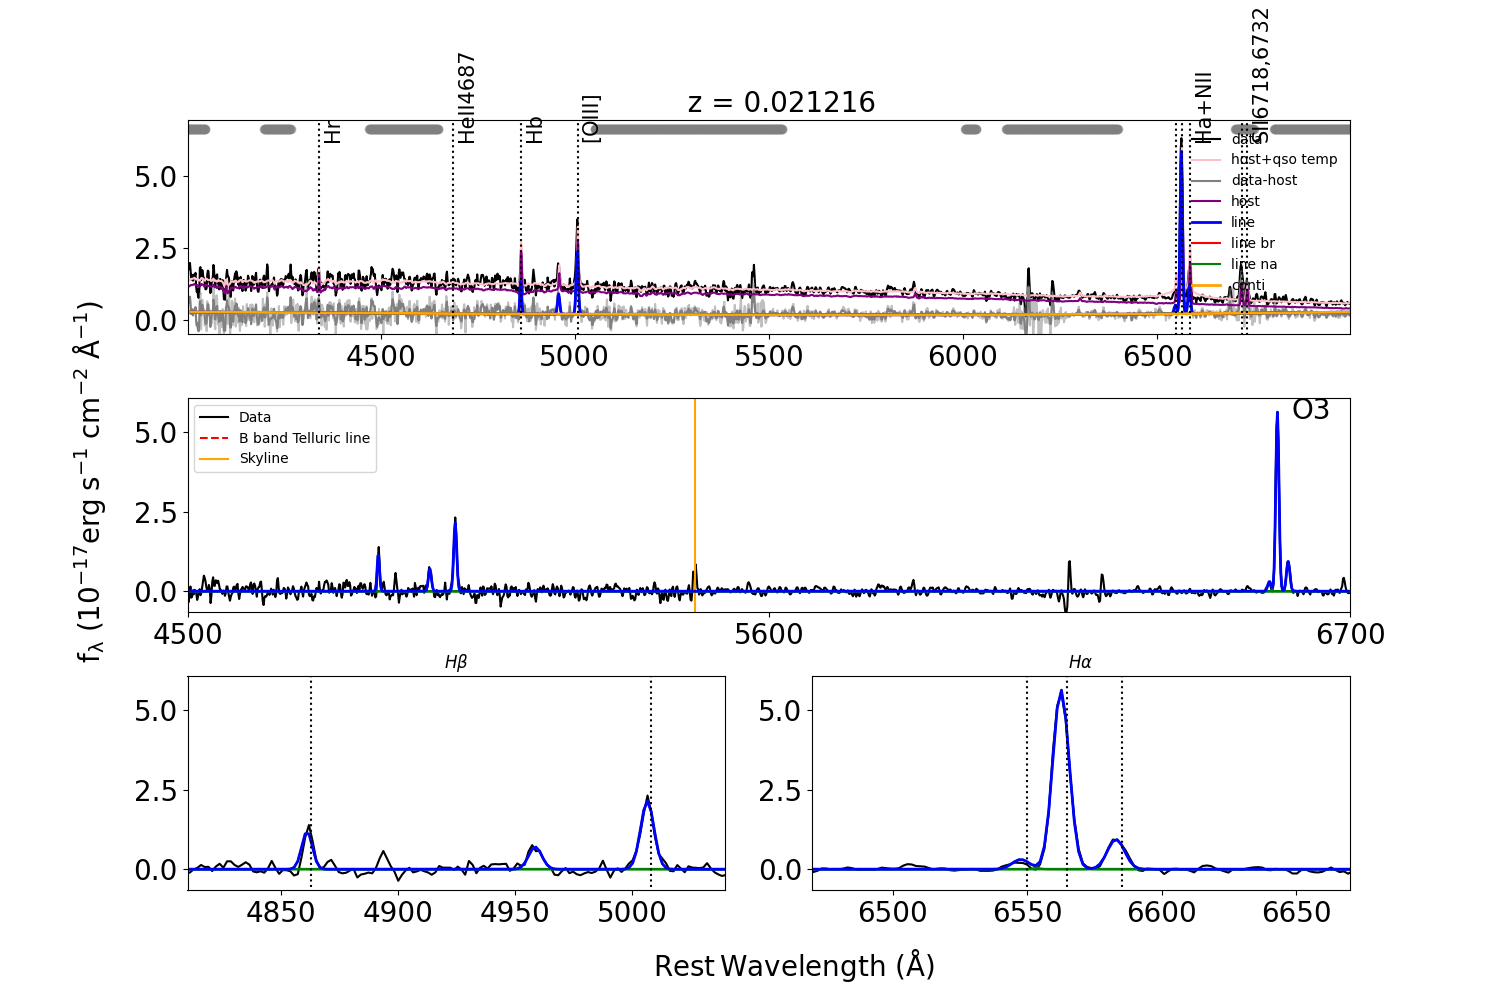 z = 0.021216
Hr
HeII4687
Hb
[OIII]
Ha+NII
SII6718,6732
data
host+qso temp
data-host
host
line
line br
line na
conti
5.0
2.5
0.0
4500
5000
5500
6000
6500
Data
B band Telluric line
Skyline
O3
5.0
2.5
0.0
4500
5600
6700
fλ (10⁻¹⁷erg s⁻¹ cm⁻² Å⁻¹)
Hβ
5.0
2.5
0.0
4850
4900
4950
5000
Hα
5.0
2.5
0.0
6500
6550
6600
6650
Rest Wavelength (Å)